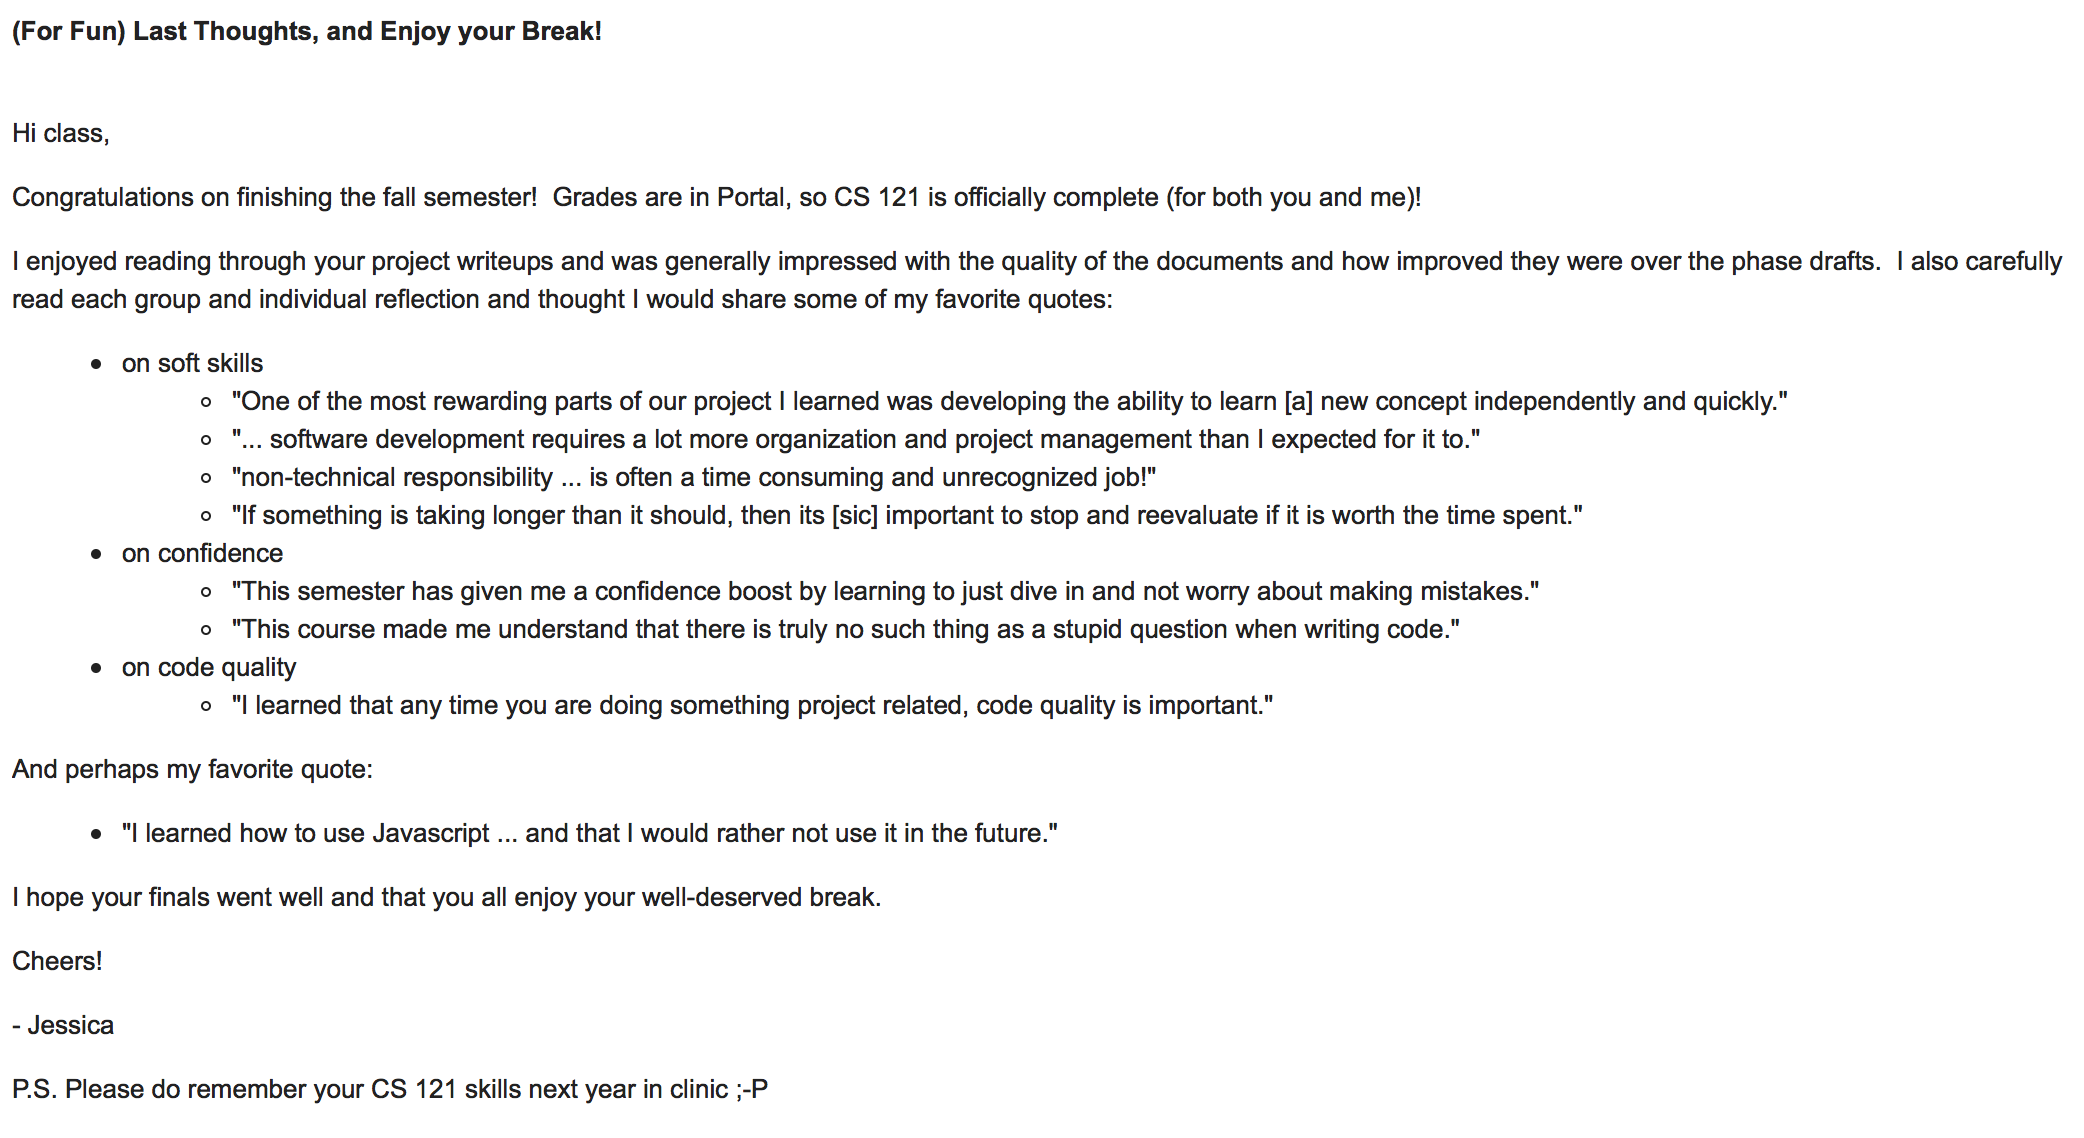 (For Fun) Last Thoughts, and Enjoy your Break!
Hi class,
Congratulations on finishing the fall semester!  Grades are in Portal, so CS 121 is officially complete (for both you and me)!
I enjoyed reading through your project writeups and was generally impressed with the quality of the documents and how improved they were over the phase drafts.  I also carefully
read each group and individual reflection and thought I would share some of my favorite quotes:
• on soft skills
○ "One of the most rewarding parts of our project I learned was developing the ability to learn [a] new concept independently and quickly."
○ "... software development requires a lot more organization and project management than I expected for it to."
○ "non-technical responsibility ... is often a time consuming and unrecognized job!"
○ "If something is taking longer than it should, then its [sic] important to stop and reevaluate if it is worth the time spent."
• on confidence
○ "This semester has given me a confidence boost by learning to just dive in and not worry about making mistakes."
○ "This course made me understand that there is truly no such thing as a stupid question when writing code."
• on code quality
○ "I learned that any time you are doing something project related, code quality is important."
And perhaps my favorite quote:
• "I learned how to use Javascript ... and that I would rather not use it in the future."
I hope your finals went well and that you all enjoy your well-deserved break.
Cheers!
- Jessica
P.S. Please do remember your CS 121 skills next year in clinic ;-P